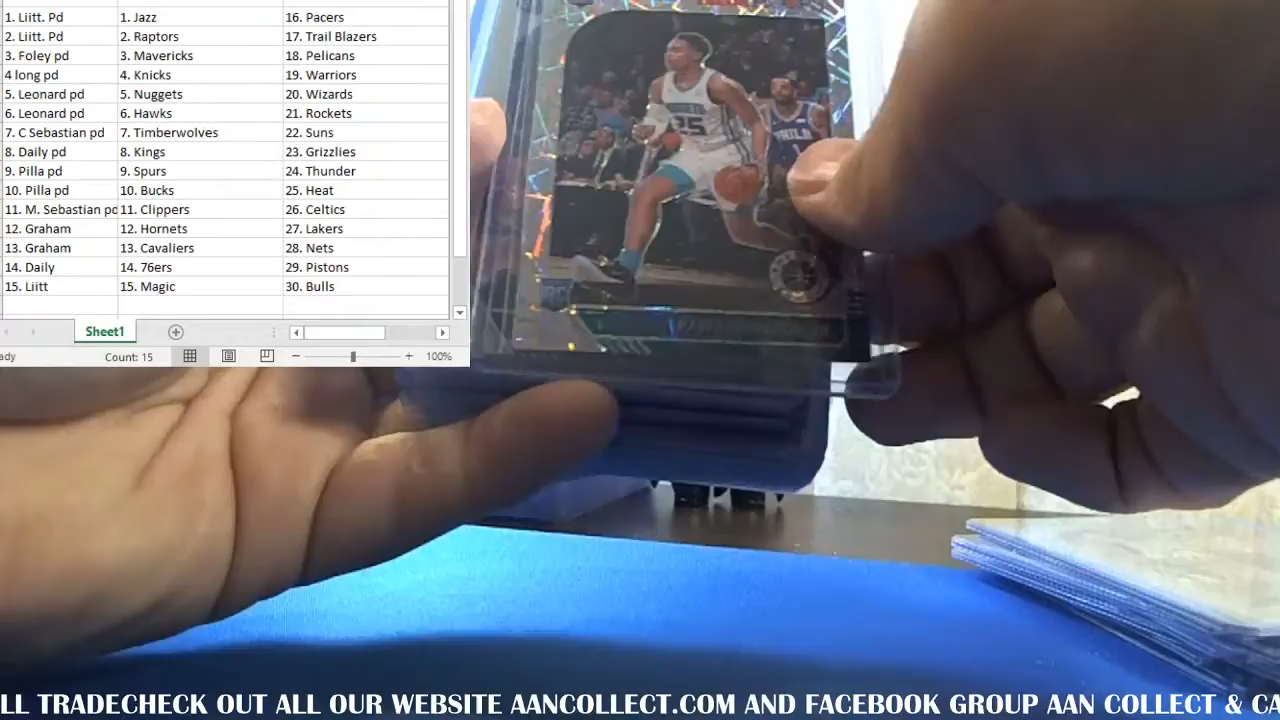 1. Liitt. Pd 1. Jazz 16. Pacers
2. Liitt. Pd 2. Raptors 17. Trail Blazers
3. Foley pd 3. Mavericks 18. Pelicans
4 long pd 4. Knicks 19. Warriors
5. Leonard pd 5. Nuggets 20. Wizards
6. Leonard pd 6. Hawks 21. Rockets
7. C Sebastian pd 7. Timberwolves 22. Suns
8. Daily pd 8. Kings 23. Grizzlies
9. Pilla pd 9. Spurs 24. Thunder
10. Pilla pd 10. Bucks 25. Heat
11. M. Sebastian pd 11. Clippers 26. Celtics
12. Graham 12. Hornets 27. Lakers
13. Graham 13. Cavaliers 28. Nets
14. Daily 14. 76ers 29. Pistons
15. Liitt 15. Magic 30. Bulls
Sheet1
ady Count: 15 100%
25
PHILA
1
LL TRADECHECK OUT ALL OUR WEBSITE AANCOLLECT.COM AND FACEBOOK GROUP AAN COLLECT & CA